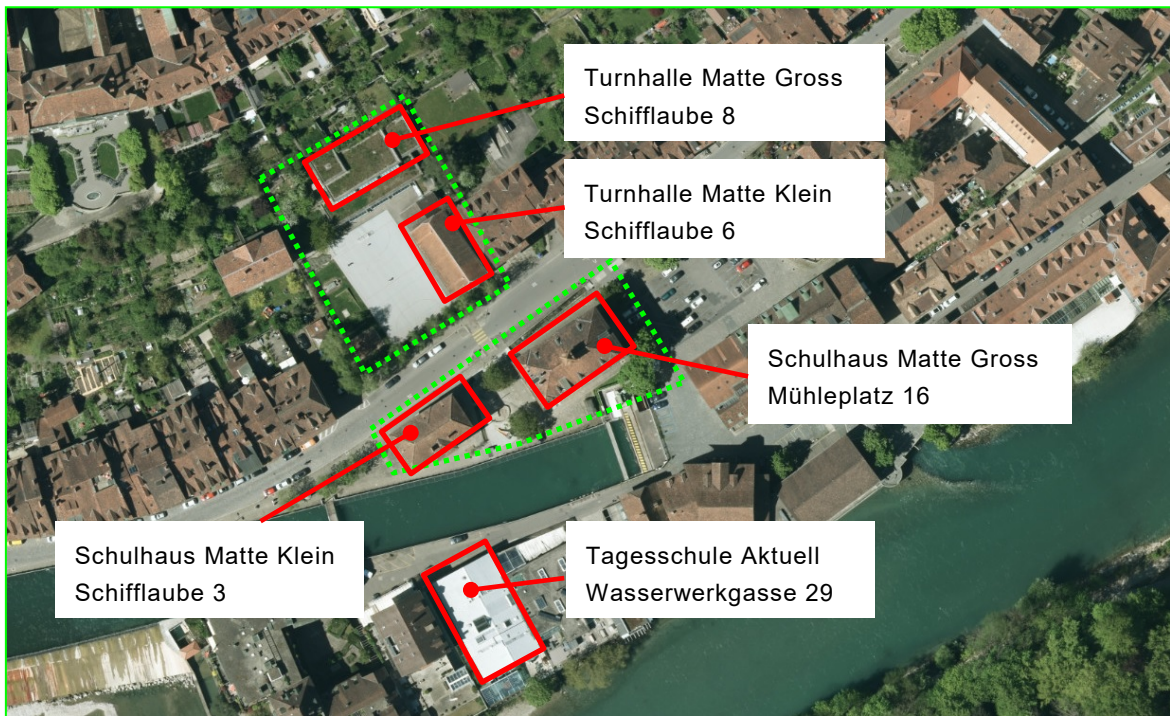 Turnhalle Matte Gross
Schifflaube 8
Turnhalle Matte Klein
Schifflaube 6
Schulhaus Matte Gross
Mühleplatz 16
Schulhaus Matte Klein
Schifflaube 3
Tagesschule Aktuell
Wasserwerkgasse 29